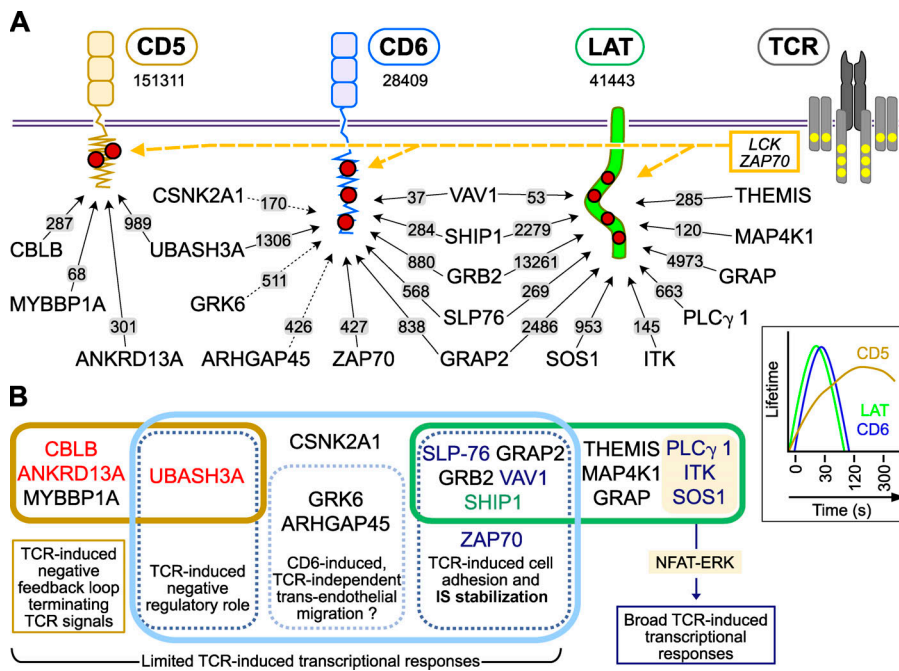 A
CD5
151311
CD6
28409
LAT
41443
TCR
LCK
ZAP70
CSNK2A1
170
VAV1
37
53
THEMIS
285
287
989
CBLB
UBASH3A
1306
284
SHIP1
2279
120
MAP4K1
68
511
880
GRB2
13261
4973
GRAP
MYBBP1A
GRK6
568
SLP76
269
663
PLCγ 1
301
426
427
838
2486
953
145
ANKRD13A
ARHGAP45
ZAP70
GRAP2
SOS1
ITK
Lifetime
CD5
LAT
CD6
0
30
120
300
Time (s)
B
CBLB
ANKRD13A
MYBBP1A
UBASH3A
CSNK2A1
GRK6
ARHGAP45
SLP-76 GRAP2
GRB2 VAV1
SHIP1
ZAP70
THEMIS
MAP4K1
GRAP
PLCγ 1
ITK
SOS1
TCR-induced
negative
feedback loop
terminating
TCR signals
TCR-induced
negative
regulatory role
CD6-induced,
TCR-independent
trans-endothelial
migration ?
TCR-induced cell
adhesion and
IS stabilization
NFAT-ERK
Broad TCR-induced
transcriptional
responses
Limited TCR-induced transcriptional responses